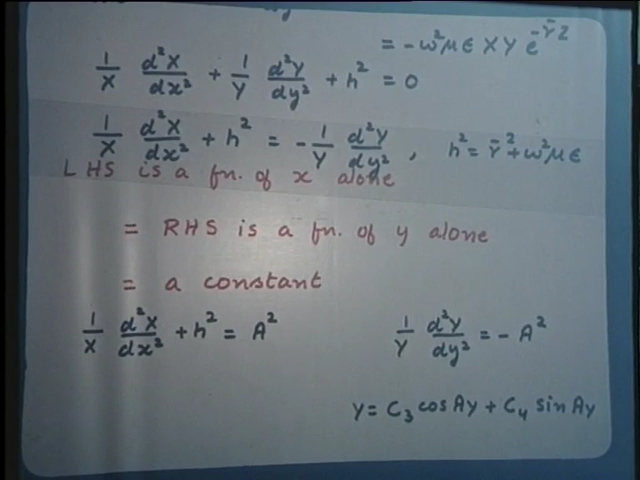 = -ω²με XY e^{-γ̄z}
1/X d²X/dx² + 1/Y d²Y/dy² + h² = 0
1/X d²X/dx² + h² = -1/Y d²Y/dy², h² = γ̄² + ω²με
LHS is a fn. of x alone
= RHS is a fn. of y alone
= a constant
1/X d²X/dx² + h² = A² 1/Y d²Y/dy² = -A²
Y = C₃ cos Ay + C₄ sin Ay